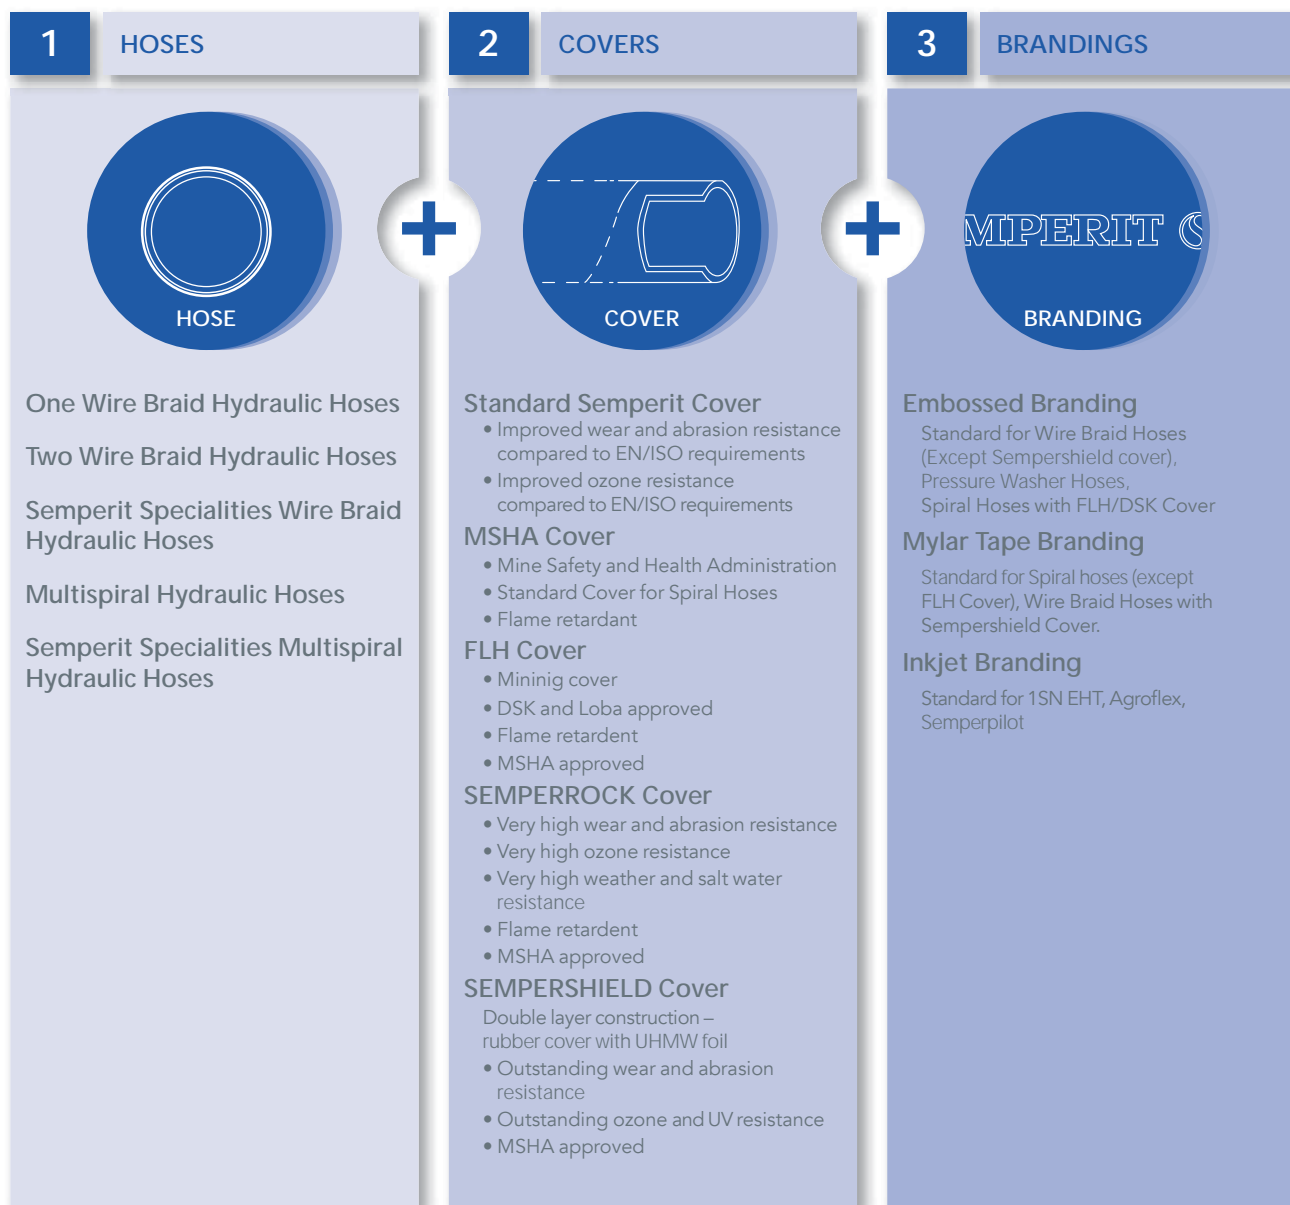 1
HOSES
HOSE
One Wire Braid Hydraulic Hoses
Two Wire Braid Hydraulic Hoses
Semperit Specialities Wire Braid
Hydraulic Hoses
Multispiral Hydraulic Hoses
Semperit Specialities Multispiral
Hydraulic Hoses
+
2
COVERS
COVER
Standard Semperit Cover
• Improved wear and abrasion resistance
compared to EN/ISO requirements
• Improved ozone resistance
compared to EN/ISO requirements
MSHA Cover
• Mine Safety and Health Administration
• Standard Cover for Spiral Hoses
• Flame retardant
FLH Cover
• Mininig cover
• DSK and Loba approved
• Flame retardent
• MSHA approved
SEMPERROCK Cover
• Very high wear and abrasion resistance
• Very high ozone resistance
• Very high weather and salt water
resistance
• Flame retardent
• MSHA approved
SEMPERSHIELD Cover
Double layer construction –
rubber cover with UHMW foil
• Outstanding wear and abrasion
resistance
• Outstanding ozone and UV resistance
• MSHA approved
+
3
BRANDINGS
MPERIT S
BRANDING
Embossed Branding
Standard for Wire Braid Hoses
(Except Sempershield cover),
Pressure Washer Hoses,
Spiral Hoses with FLH/DSK Cover
Mylar Tape Branding
Standard for Spiral hoses (except
FLH Cover), Wire Braid Hoses with
Sempershield Cover.
Inkjet Branding
Standard for 1SN EHT, Agroflex,
Semperpilot